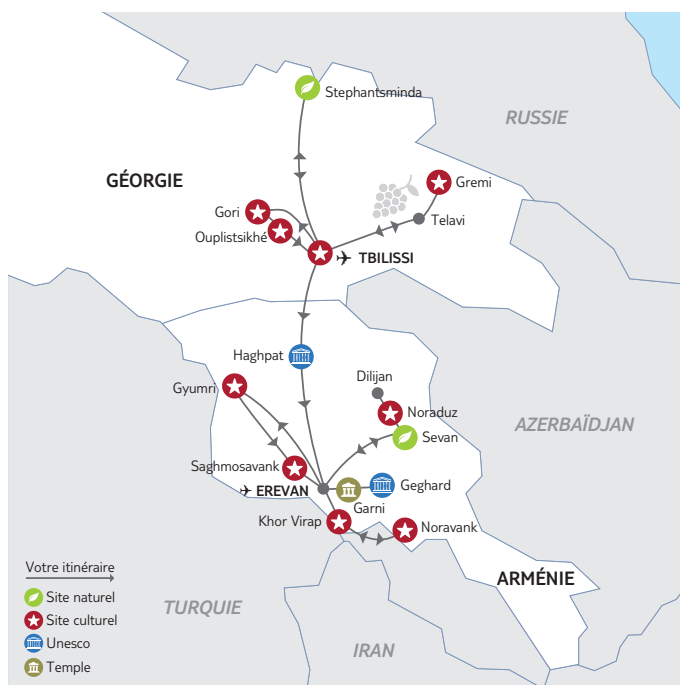 Stephantsminda
RUSSIE
GÉORGIE
Gremi
Gori
Telavi
Ouplistsikhé
TBILISSI
Haghpat
Dilijan
Gyumri
Noraduz
AZERBAÏDJAN
Sevan
Saghmosavank
Geghard
EREVAN
Garni
Khor Virap
Noravank
ARMÉNIE
TURQUIE
IRAN
Votre itinéraire
Site naturel
Site culturel
Unesco
Temple